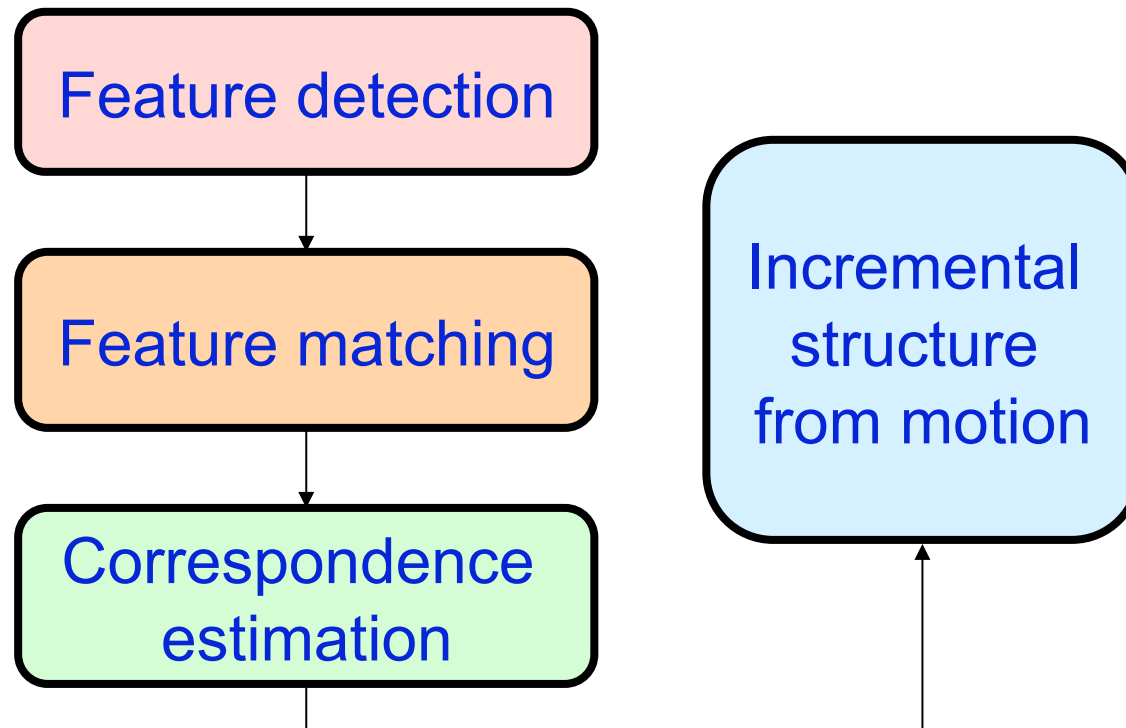 Feature detection
Feature matching
Correspondence
estimation
Incremental
structure
from motion